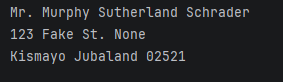 Mr. Murphy Sutherland Schrader
123 Fake St. None
Kismayo Jubaland 02521